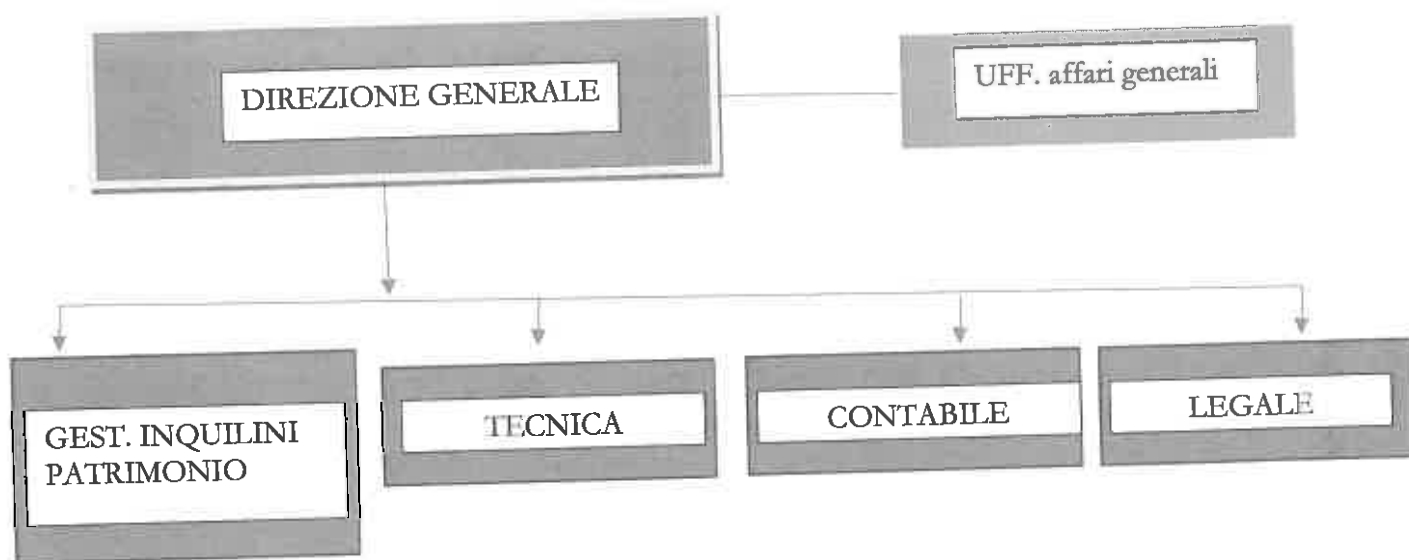 DIREZIONE GENERALE
UFF. affari generali
GEST. INQUILINI
PATRIMONIO
TECNICA
CONTABILE
LEGALE